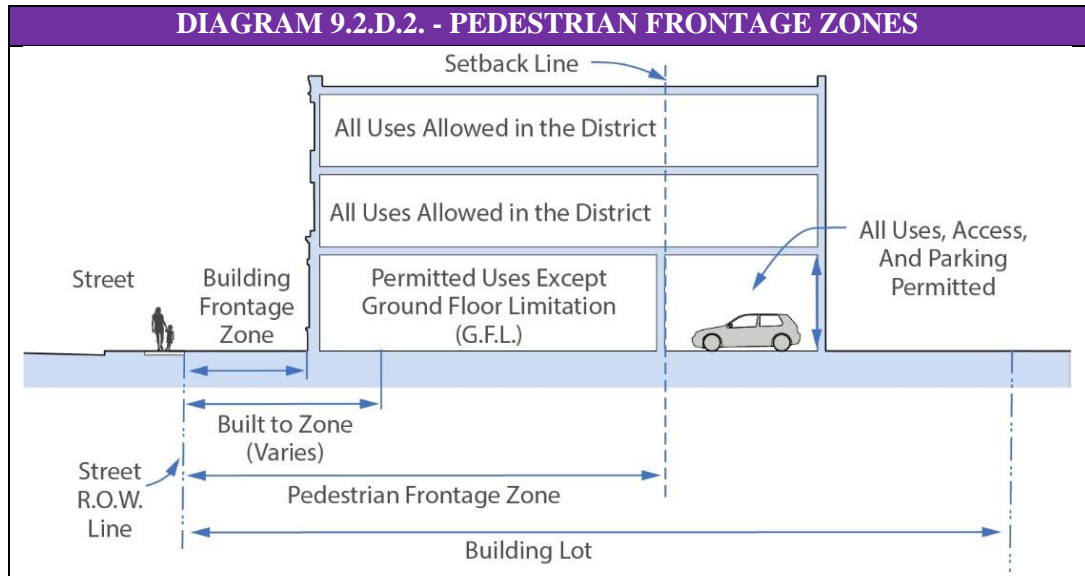 DIAGRAM 9.2.D.2. - PEDESTRIAN FRONTAGE ZONES
Setback Line
All Uses Allowed in the District
All Uses Allowed in the District
All Uses, Access,
And Parking
Permitted
Street
Building
Frontage
Zone
Permitted Uses Except
Ground Floor Limitation
(G.F.L.)
Built to Zone
(Varies)
Street
R.O.W.
Line
Pedestrian Frontage Zone
Building Lot